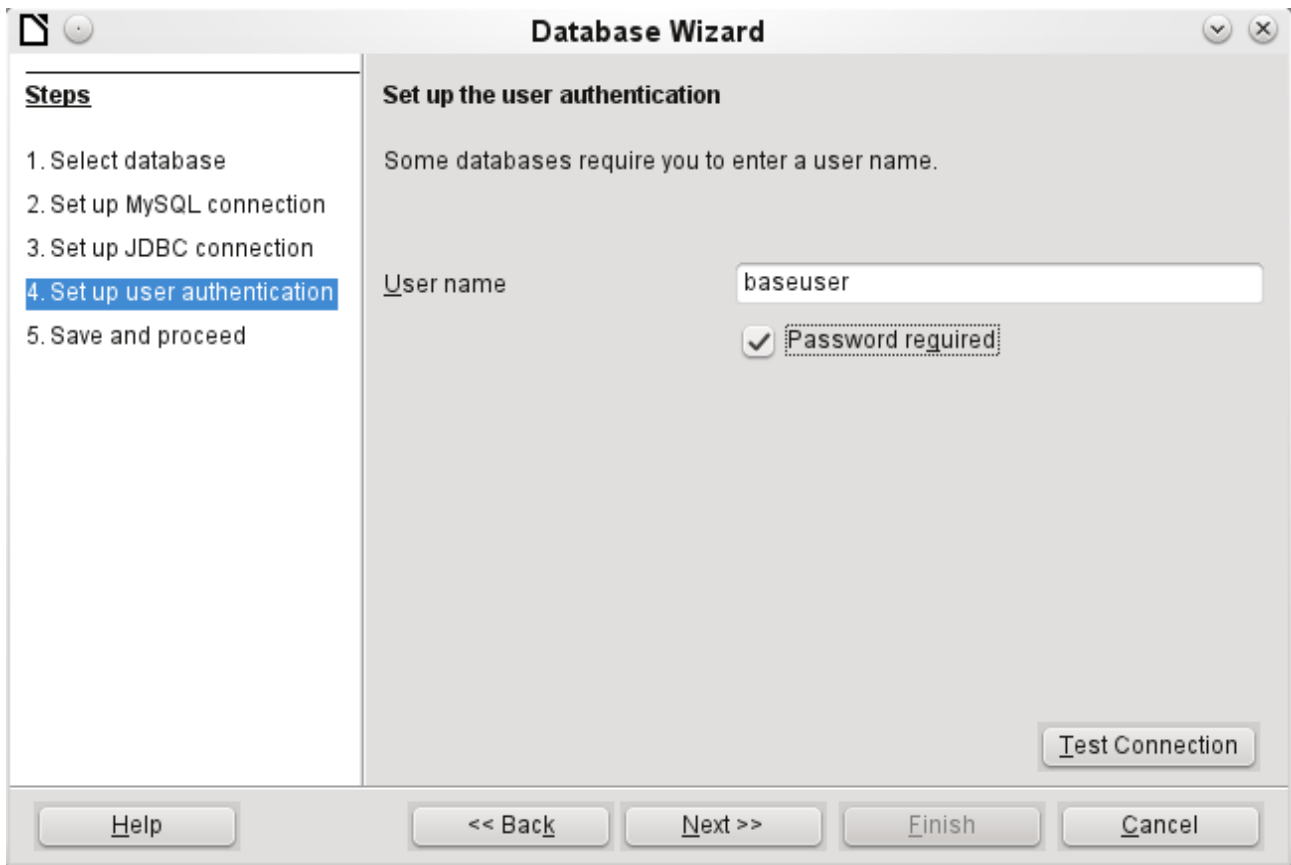 Database Wizard
Steps
1. Select database
2. Set up MySQL connection
3. Set up JDBC connection
4. Set up user authentication
5. Save and proceed
Set up the user authentication
Some databases require you to enter a user name.
User name
baseuser
Password required
Test Connection
Help
<< Back
Next >>
Finish
Cancel